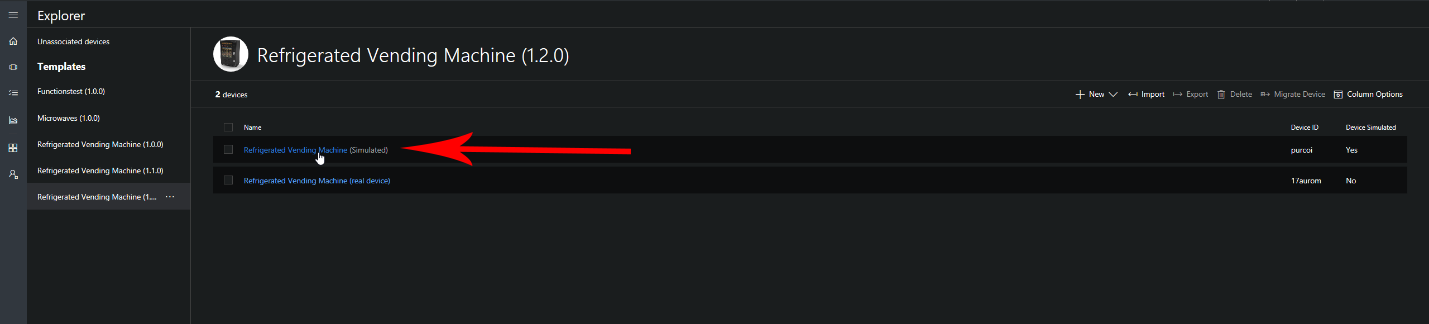 Explorer
Unassociated devices
Templates
Functionstest (1.0.0)
Microwaves (1.0.0)
Refrigerated Vending Machine (1.0.0)
Refrigerated Vending Machine (1.1.0)
Refrigerated Vending Machine (1.... ...
Refrigerated Vending Machine (1.2.0)
2 devices
New Import Export Delete Migrate Device Column Options
Name Device ID Device Simulated
Refrigerated Vending Machine (Simulated) purcoi Yes
Refrigerated Vending Machine (real device) 17aurom No